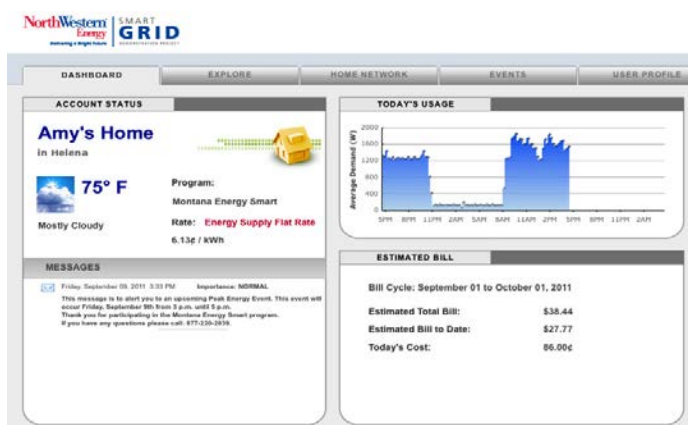 NorthWestern
Energy
Delivering a Bright Future
SMART
GRID
DEMONSTRATION PROJECT
DASHBOARD
EXPLORE
HOME NETWORK
EVENTS
USER PROFILE
ACCOUNT STATUS
Amy's Home
in Helena
75° F
Mostly Cloudy
Program:
Montana Energy Smart
Rate: Energy Supply Flat Rate
6.13¢ / kWh
MESSAGES
Friday, September 09, 2011 3:33 PM Importance: NORMAL
This message is to alert you to an upcoming Peak Energy Event. This event will
occur Friday, September 9th from 3 p.m. until 5 p.m.
Thank you for participating in the Montana Energy Smart program.
If you have any questions please call:
TODAY'S USAGE
Average Demand (W)
2000
1600
1200
800
400
0
5PM 8PM 11PM 2AM 5AM 8AM 11AM 2PM 5PM 8PM 11PM 2AM
ESTIMATED BILL
Bill Cycle: September 01 to October 01, 2011
Estimated Total Bill: $38.44
Estimated Bill to Date: $27.77
Today's Cost: 86.00¢